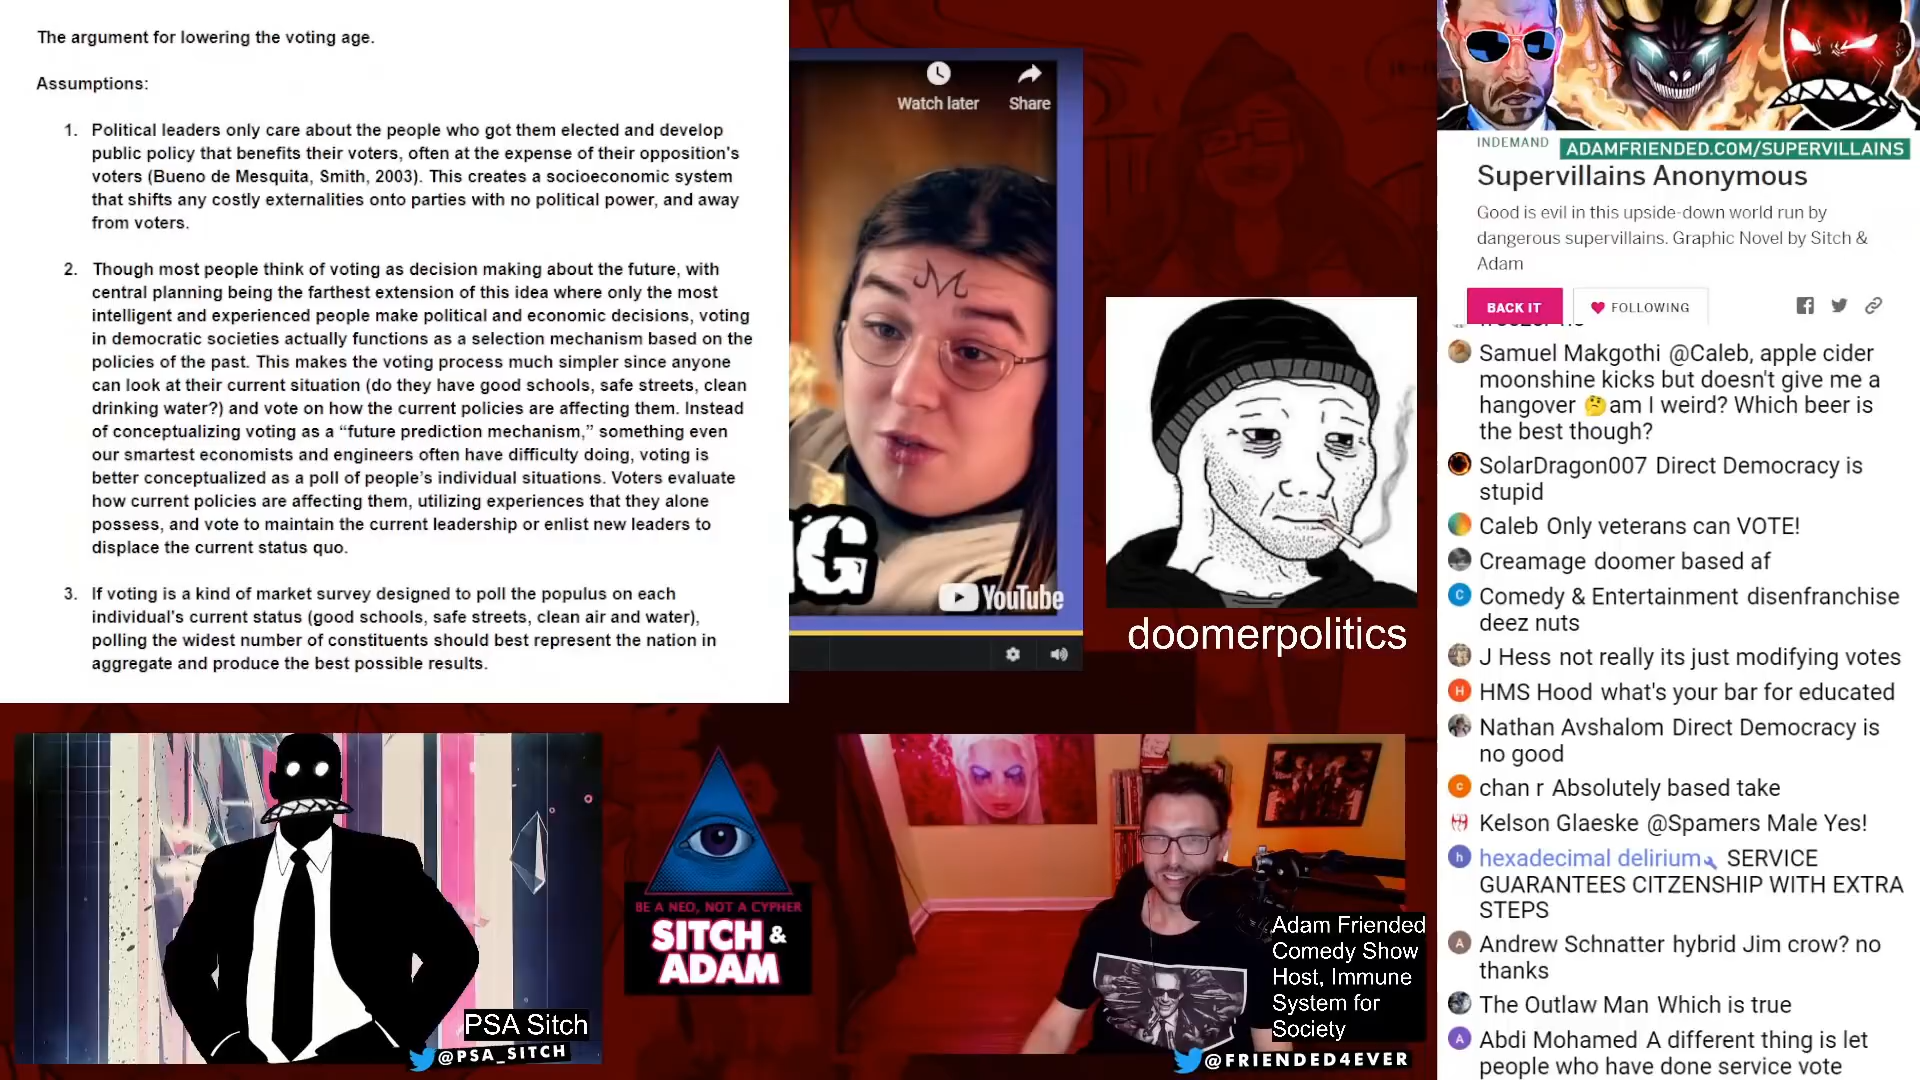 The argument for lowering the voting age.
Assumptions:
1. Political leaders only care about the people who got them elected and develop
public policy that benefits their voters, often at the expense of their opposition's
voters (Bueno de Mesquita, Smith, 2003). This creates a socioeconomic system
that shifts any costly externalities onto parties with no political power, and away
from voters.
2. Though most people think of voting as decision making about the future, with
central planning being the farthest extension of this idea where only the most
intelligent and experienced people make political and economic decisions, voting
in democratic societies actually functions as a selection mechanism based on the
policies of the past. This makes the voting process much simpler since anyone
can look at their current situation (do they have good schools, safe streets, clean
drinking water?) and vote on how the current policies are affecting them. Instead
of conceptualizing voting as a “future prediction mechanism,” something even
our smartest economists and engineers often have difficulty doing, voting is
better conceptualized as a poll of people’s individual situations. Voters evaluate
how current policies are affecting them, utilizing experiences that they alone
possess, and vote to maintain the current leadership or enlist new leaders to
displace the current status quo.
3. If voting is a kind of market survey designed to poll the populus on each
individual's current status (good schools, safe streets, clean air and water),
polling the widest number of constituents should best represent the nation in
aggregate and produce the best possible results.
Watch later
Share
G
YouTube
doomerpolitics
INDEMAND
ADAMFRIENDED.COM/SUPERVILLAINS
Supervillains Anonymous
Good is evil in this upside-down world run by
dangerous supervillains. Graphic Novel by Sitch &
Adam
BACK IT
FOLLOWING
Samuel Makgothi @Caleb, apple cider
moonshine kicks but doesn't give me a
hangover 🤔am I weird? Which beer is
the best though?
SolarDragon007 Direct Democracy is
stupid
Caleb Only veterans can VOTE!
Creamage doomer based af
C Comedy & Entertainment disenfranchise
deez nuts
J Hess not really its just modifying votes
H HMS Hood what's your bar for educated
Nathan Avshalom Direct Democracy is
no good
c chan r Absolutely based take
Kelson Glaeske @Spamers Male Yes!
h hexadecimal delirium SERVICE
GUARANTEES CITZENSHIP WITH EXTRA
STEPS
A Andrew Schnatter hybrid Jim crow? no
thanks
The Outlaw Man Which is true
A Abdi Mohamed A different thing is let
people who have done service vote
PSA Sitch
@PSA_SITCH
BE A NEO, NOT A CYPHER
SITCH &
ADAM
Adam Friended
Comedy Show
Host, Immune
System for
Society
@FRIENDED4EVER